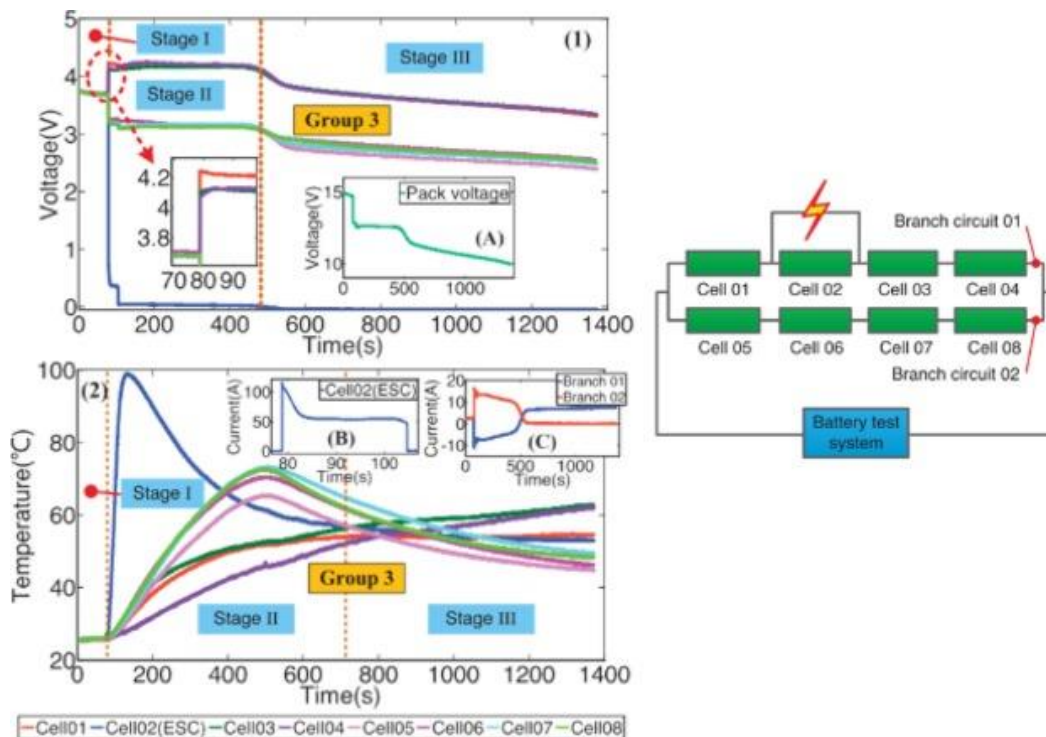 5
4
3
2
1
0
Voltage(V)
Stage I
(1)
Stage II
Stage III
Group 3
4.2
4
3.8
70 80 90
15
10
Voltage(V)
Pack voltage
(A)
0 500 1000
Time(s)
0 200 400 600 800 1000 1200 1400
Time(s)
100
80
60
40
20
Temperature(℃)
(2)
Stage I
100
50
0
Current(A)
Cell02(ESC)
(B)
80 90 100
Time(s)
20
10
0
-10
Current(A)
Branch 01
Branch 02
(C)
0 500 1000
Time(s)
Group 3
Stage II
Stage III
0 200 400 600 800 1000 1200 1400
Time(s)
Cell01 Cell02(ESC) Cell03 Cell04 Cell05 Cell06 Cell07 Cell08
Branch circuit 01
Cell 01 Cell 02 Cell 03 Cell 04
Cell 05 Cell 06 Cell 07 Cell 08
Branch circuit 02
Battery test
system